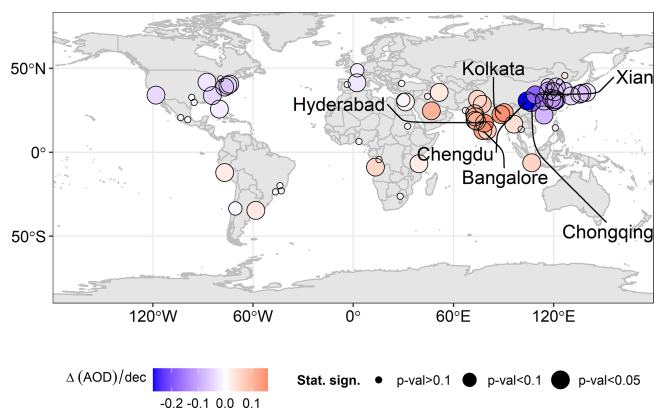 50°N
0°
50°S
Kolkata
Xian
Hyderabad
Chengdu
Bangalore
Chongqing
120°W 60°W 0° 60°E 120°E
Δ (AOD)/dec
-0.2 -0.1 0.0 0.1
Stat. sign. p-val>0.1 p-val<0.1 p-val<0.05